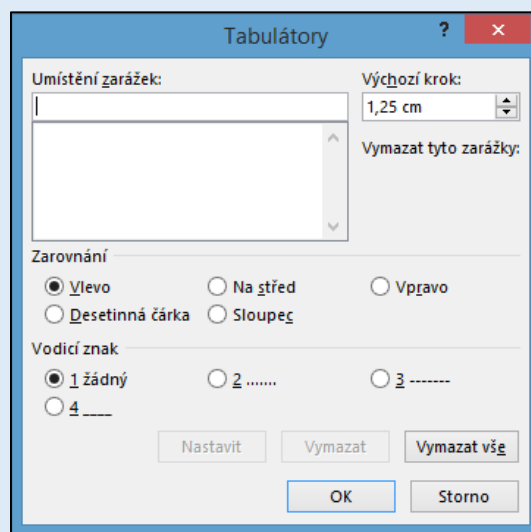 Tabulátory ?
Umístění zarážek: Výchozí krok:
1,25 cm
Vymazat tyto zarážky:
Zarovnání
Vlevo Na střed Vpravo
Desetinná čárka Sloupec
Vodicí znak
1 žádný 2 ....... 3 -------
4 ____
Nastavit Vymazat Vymazat vše
OK Storno